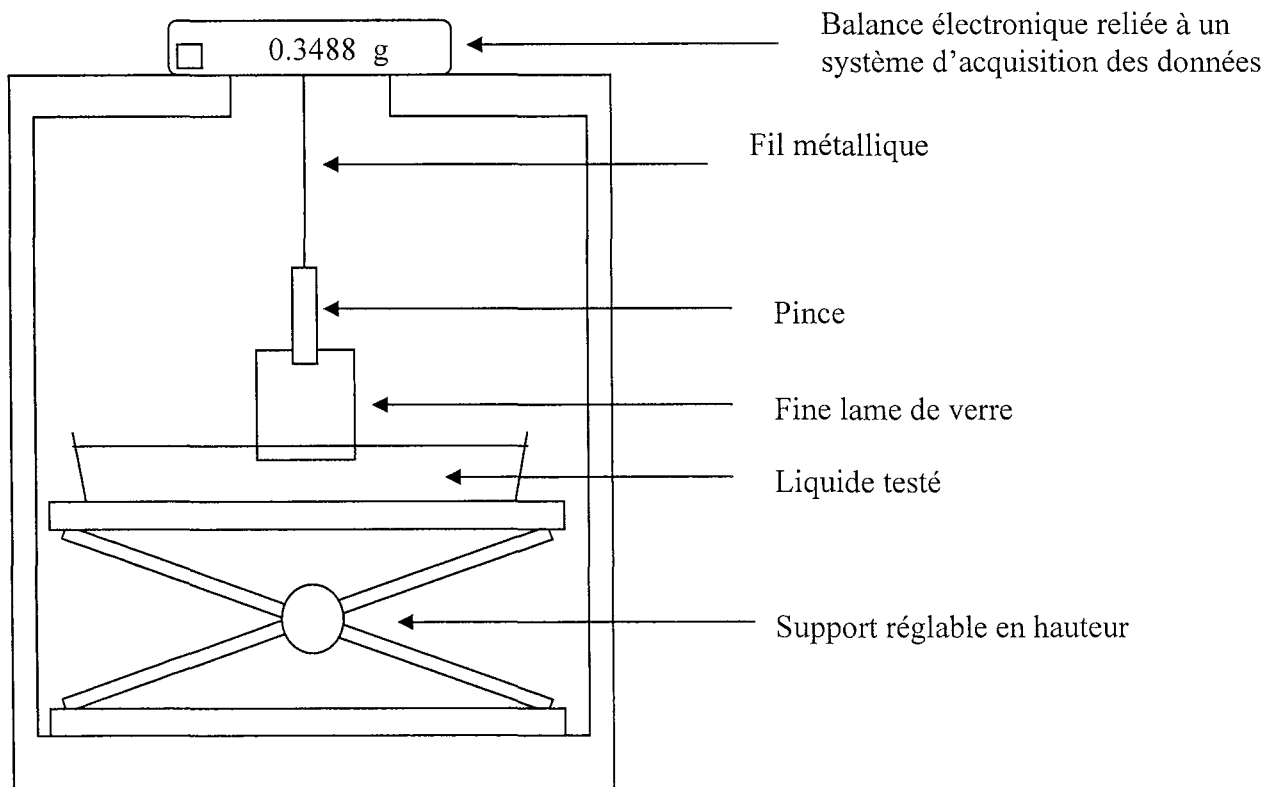 0.3488 g
Balance électronique reliée à un
système d'acquisition des données
Fil métallique
Pince
Fine lame de verre
Liquide testé
Support réglable en hauteur